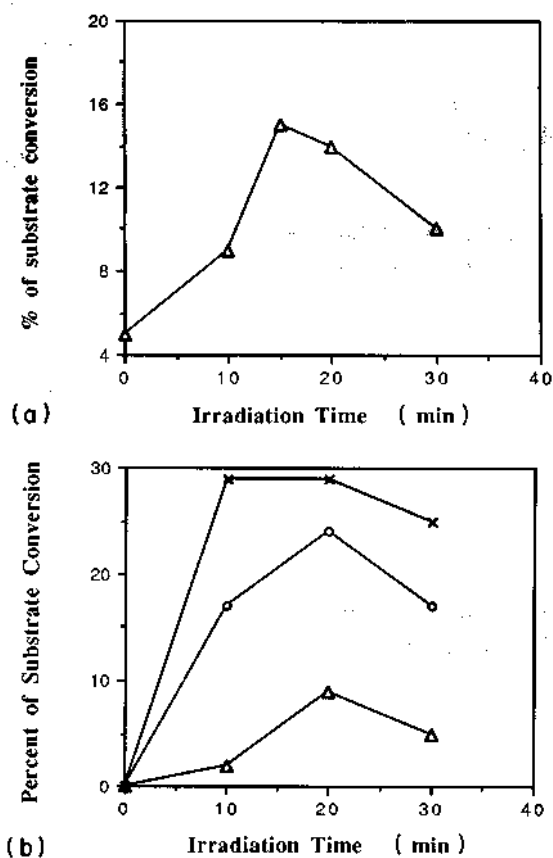 20
16
12
8
4
% of substrate conversion
0 10 20 30 40
(a) Irradiation Time ( min )
30
20
10
0
Percent of Substrate Conversion
0 10 20 30 40
(b) Irradiation Time ( min )